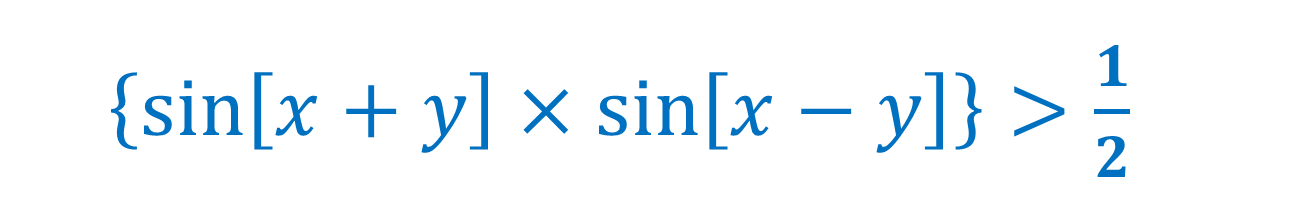 {sin[x + y] × sin[x − y]} > 1/2